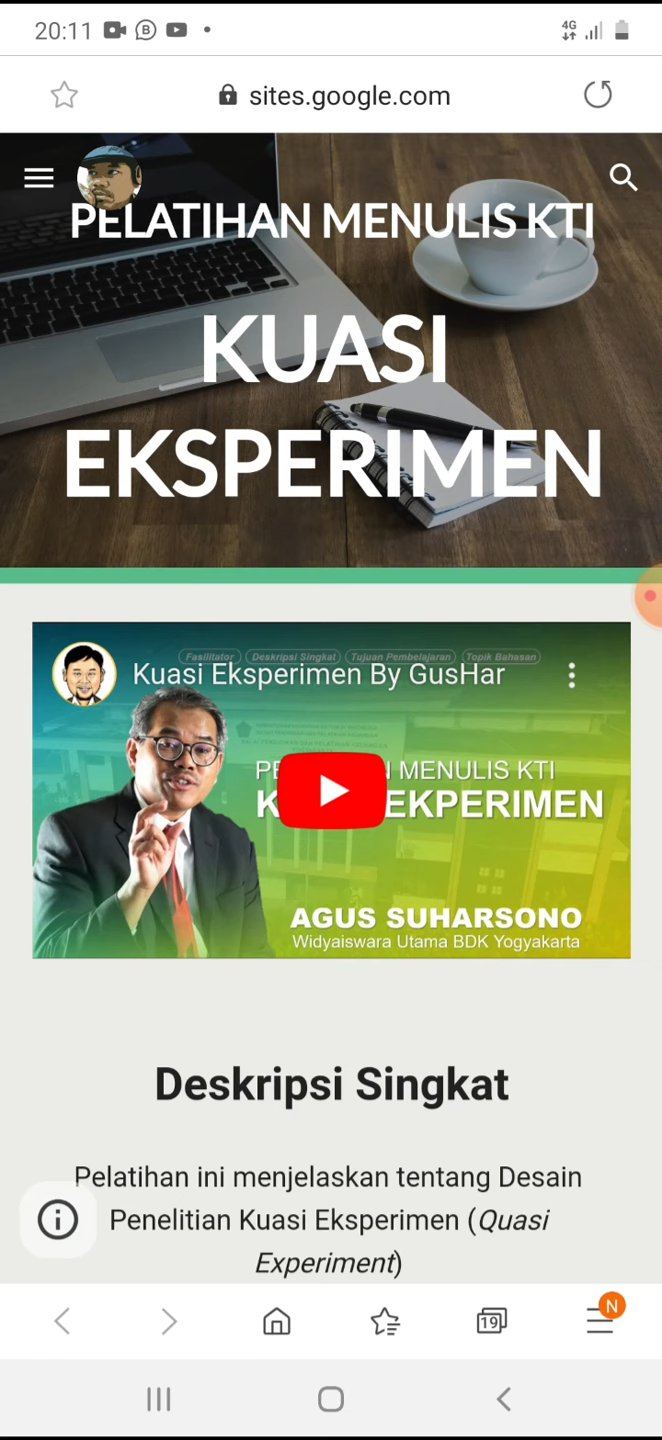 20:11
4G
sites.google.com
PELATIHAN MENULIS KTI
KUASI
EKSPERIMEN
Fasilitator Deskripsi Singkat Tujuan Pembelajaran Topik Bahasan
Kuasi Eksperimen By GusHar
MENULIS KTI
EKPERIMEN
AGUS SUHARSONO
Widyaiswara Utama BDK Yogyakarta
Deskripsi Singkat
Pelatihan ini menjelaskan tentang Desain
Penelitian Kuasi Eksperimen (Quasi
Experiment)
19
N